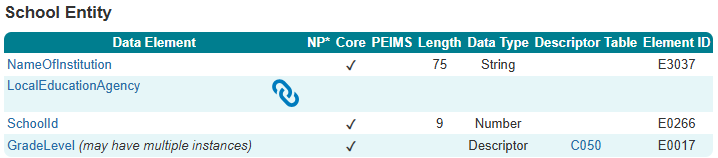 School Entity
Data Element NP* Core PEIMS Length Data Type Descriptor Table Element ID
NameOfInstitution ✓ 75 String E3037
LocalEducationAgency
SchoolId ✓ 9 Number E0266
GradeLevel (may have multiple instances) ✓ Descriptor C050 E0017